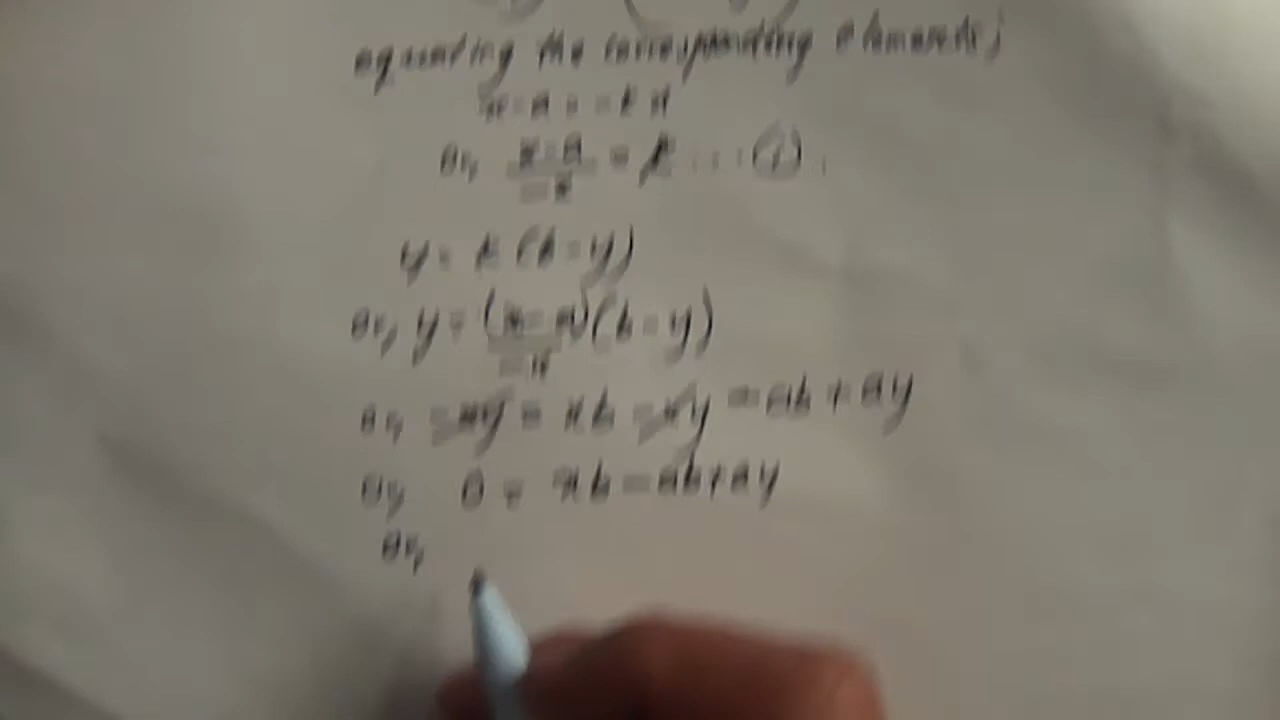 equating the corresponding elements;
x-a = -kx
or, x-a/-x = k ... (i)
y = k(b-y)
or, y = (x-a)/-x (b-y)
or, -xy = xb - xy - ab + ay
or, 0 = xb - ab + ay
or,